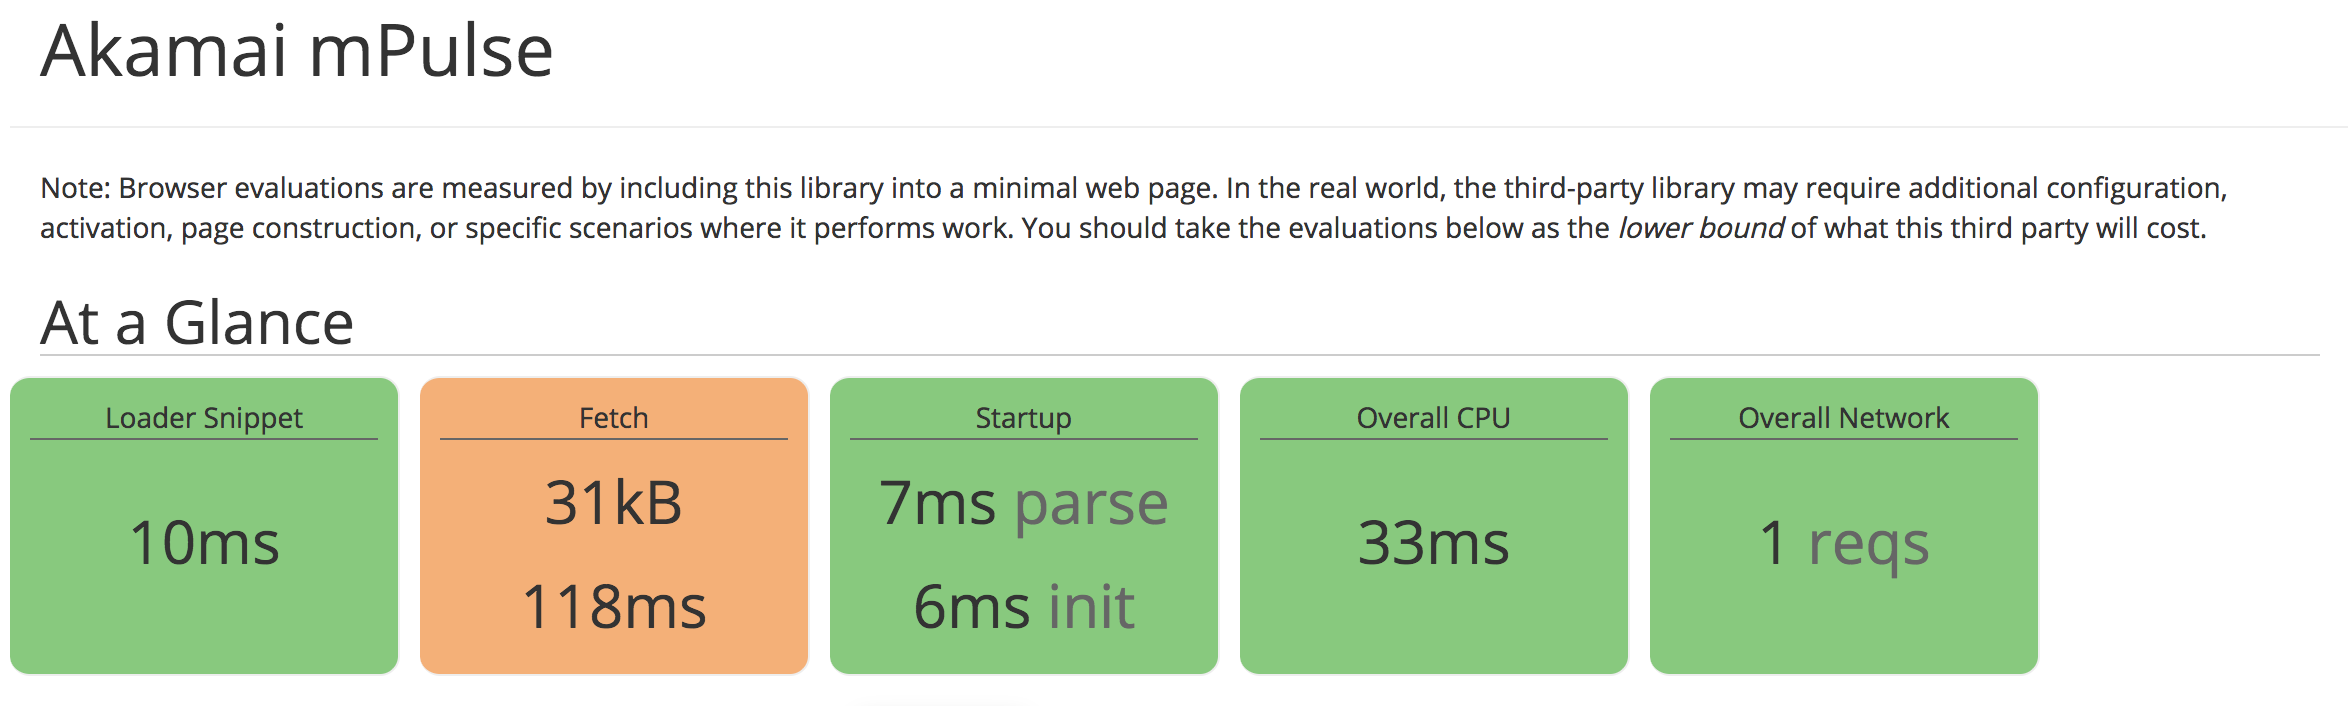 Akamai mPulse
Note: Browser evaluations are measured by including this library into a minimal web page. In the real world, the third-party library may require additional configuration,
activation, page construction, or specific scenarios where it performs work. You should take the evaluations below as the lower bound of what this third party will cost.
At a Glance
Loader Snippet
10ms
Fetch
31kB
118ms
Startup
7ms parse
6ms init
Overall CPU
33ms
Overall Network
1 reqs